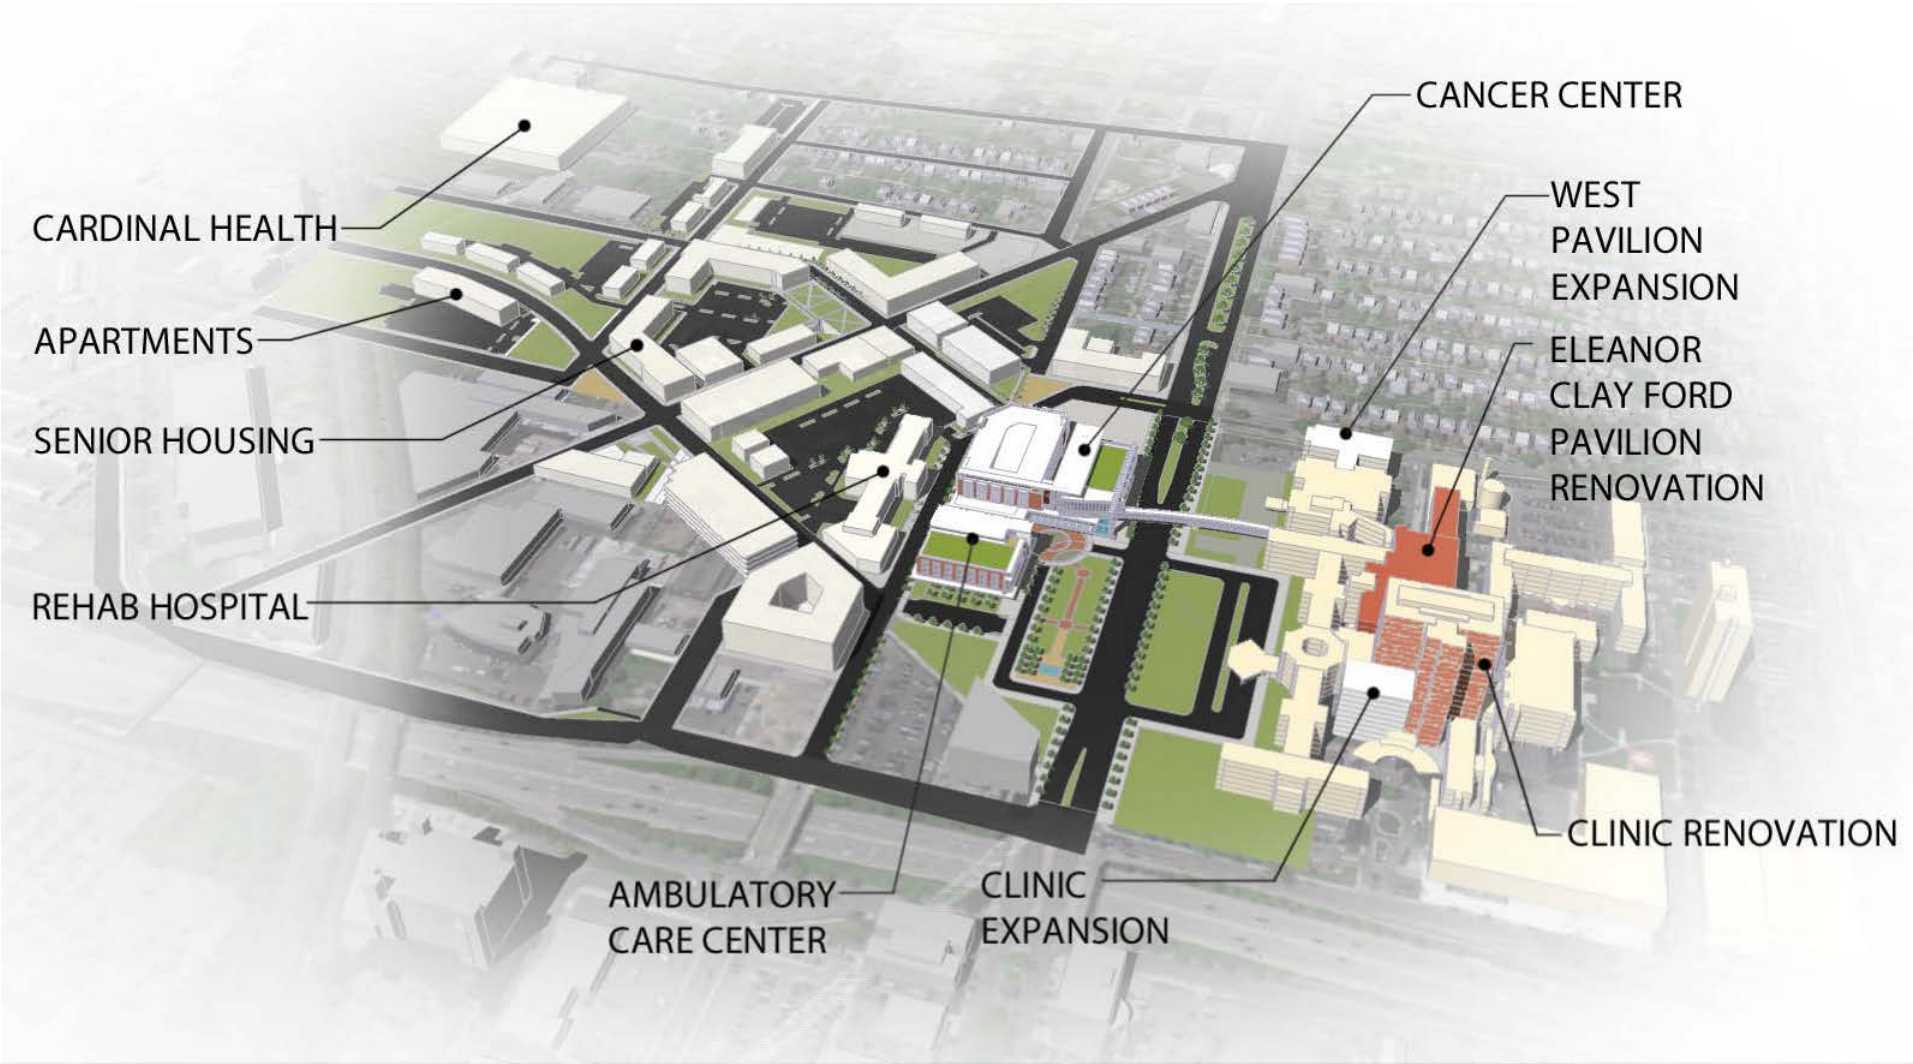 CANCER CENTER
WEST
PAVILION
EXPANSION
CARDINAL HEALTH
APARTMENTS
ELEANOR
CLAY FORD
PAVILION
RENOVATION
SENIOR HOUSING
REHAB HOSPITAL
CLINIC RENOVATION
AMBULATORY
CARE CENTER
CLINIC
EXPANSION